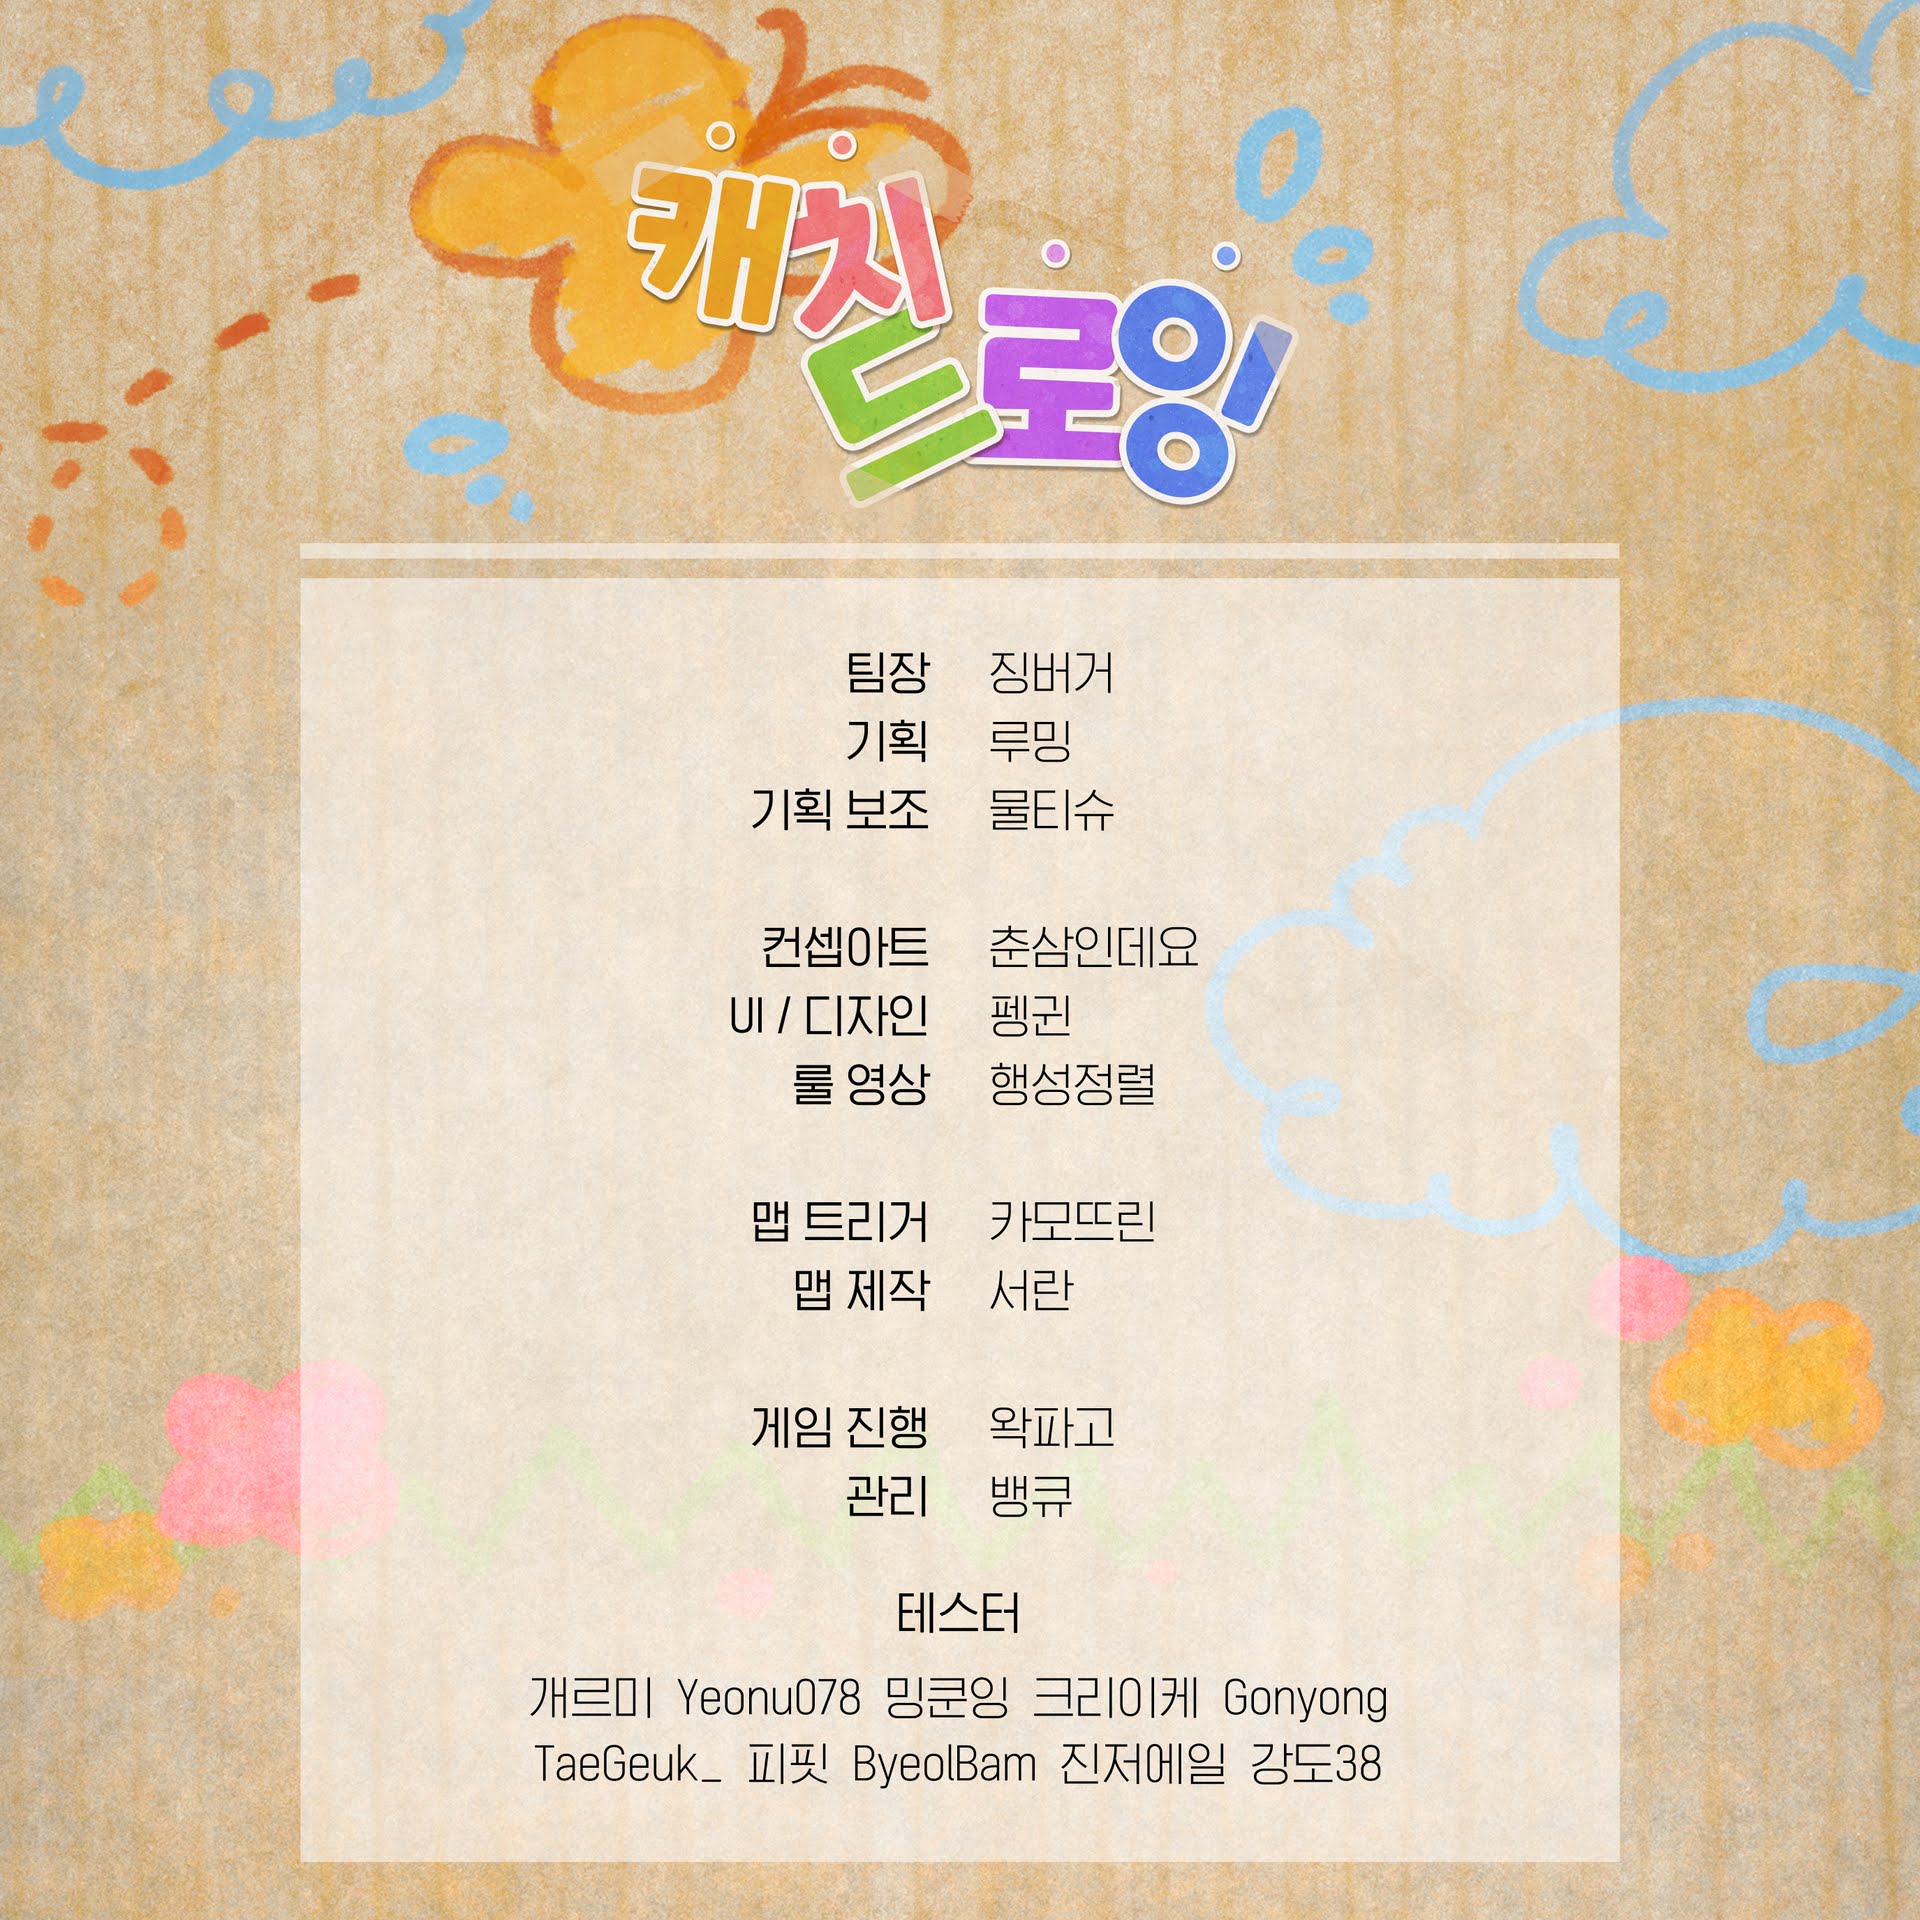 캐치
드로잉
팀장 징버거
기획 루밍
기획 보조 물티슈
컨셉아트 춘삼인데요
UI / 디자인 펭귄
룰 영상 행성정렬
맵 트리거 카모뜨린
맵 제작 서란
게임 진행 왁파고
관리 뱅큐
테스터
개르미 Yeonu078 밍쿤잉 크리이케 Gonyong
TaeGeuk_ 피핏 ByeolBam 진저에일 강도38